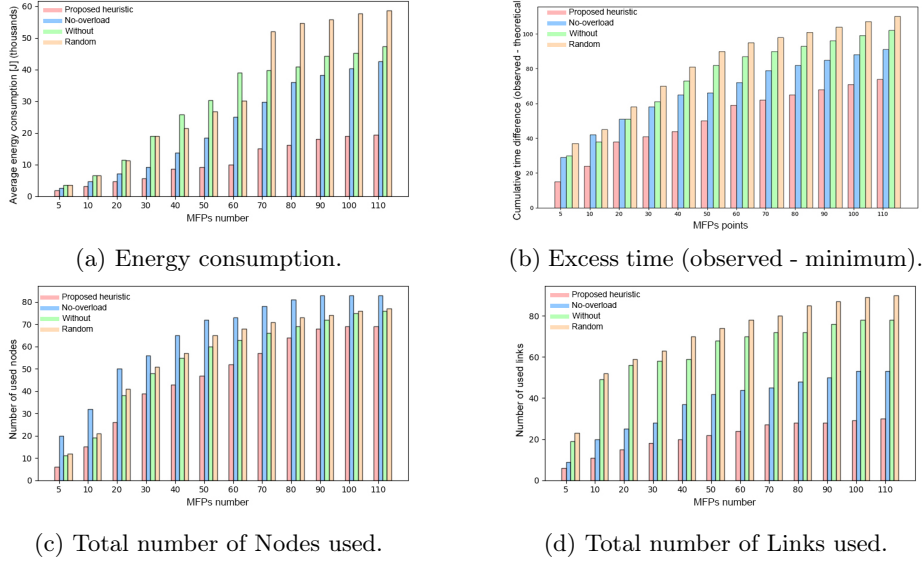 Average energy consumption [J] (thousands)
60
50
40
30
20
10
0
Proposed heuristic
No-overload
Without
Random
5 10 20 30 40 50 60 70 80 90 100 110
MFPs number
(a) Energy consumption.
Cumulative time difference (observed - theoretical)
100
80
60
40
20
0
Proposed heuristic
No-overload
Without
Random
5 10 20 30 40 50 60 70 80 90 100 110
MFPs points
(b) Excess time (observed - minimum).
Number of used nodes
80
70
60
50
40
30
20
10
0
Proposed heuristic
No-overload
Without
Random
5 10 20 30 40 50 60 70 80 90 100 110
MFPs number
(c) Total number of Nodes used.
Number of used links
80
60
40
20
0
Proposed heuristic
No-overload
Without
Random
5 10 20 30 40 50 60 70 80 90 100 110
MFPs number
(d) Total number of Links used.